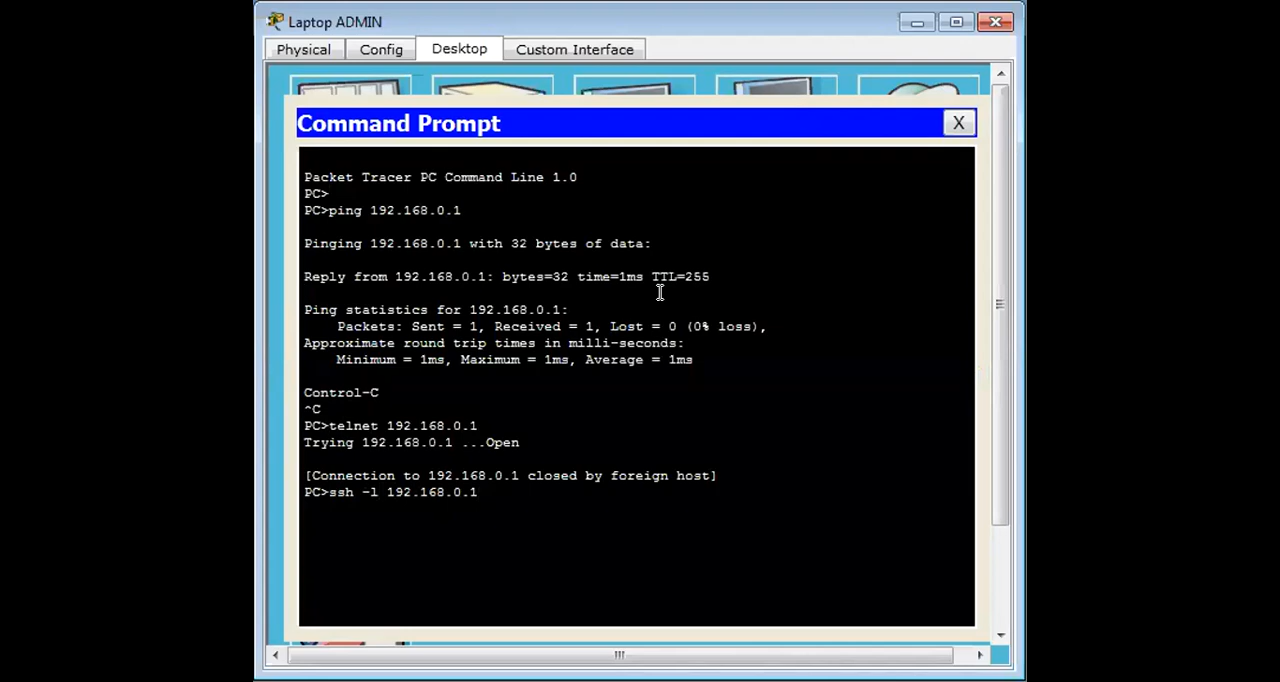 Laptop ADMIN
Physical Config Desktop Custom Interface
Command Prompt X
Packet Tracer PC Command Line 1.0
PC>
PC>ping 192.168.0.1
Pinging 192.168.0.1 with 32 bytes of data:
Reply from 192.168.0.1: bytes=32 time=1ms TTL=255
Ping statistics for 192.168.0.1:
Packets: Sent = 1, Received = 1, Lost = 0 (0% loss),
Approximate round trip times in milli-seconds:
Minimum = 1ms, Maximum = 1ms, Average = 1ms
Control-C
^C
PC>telnet 192.168.0.1
Trying 192.168.0.1 ...Open
[Connection to 192.168.0.1 closed by foreign host]
PC>ssh -l 192.168.0.1